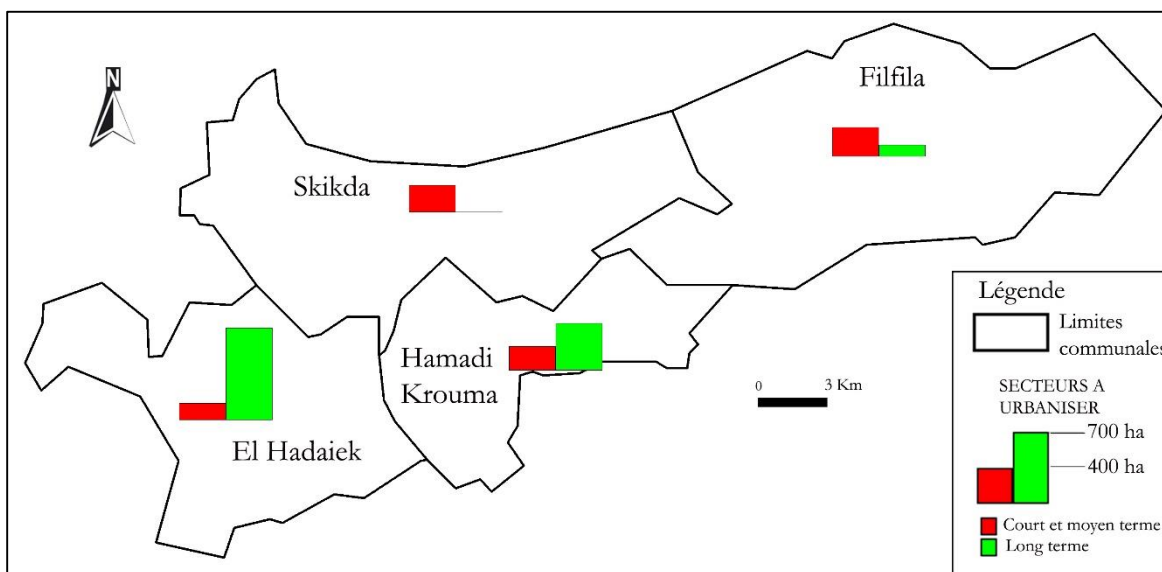 N
Filfila
Skikda
Hamadi
Krouma
El Hadaiek
0 3 Km
Légende
Limites
communales
SECTEURS A
URBANISER
700 ha
400 ha
Court et moyen terme
Long terme